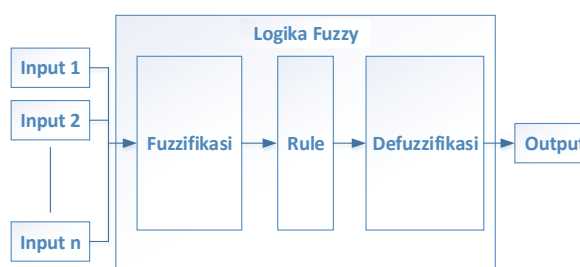 Logika Fuzzy
Input 1
Input 2
Input n
Fuzzifikasi
Rule
Defuzzifikasi
Output